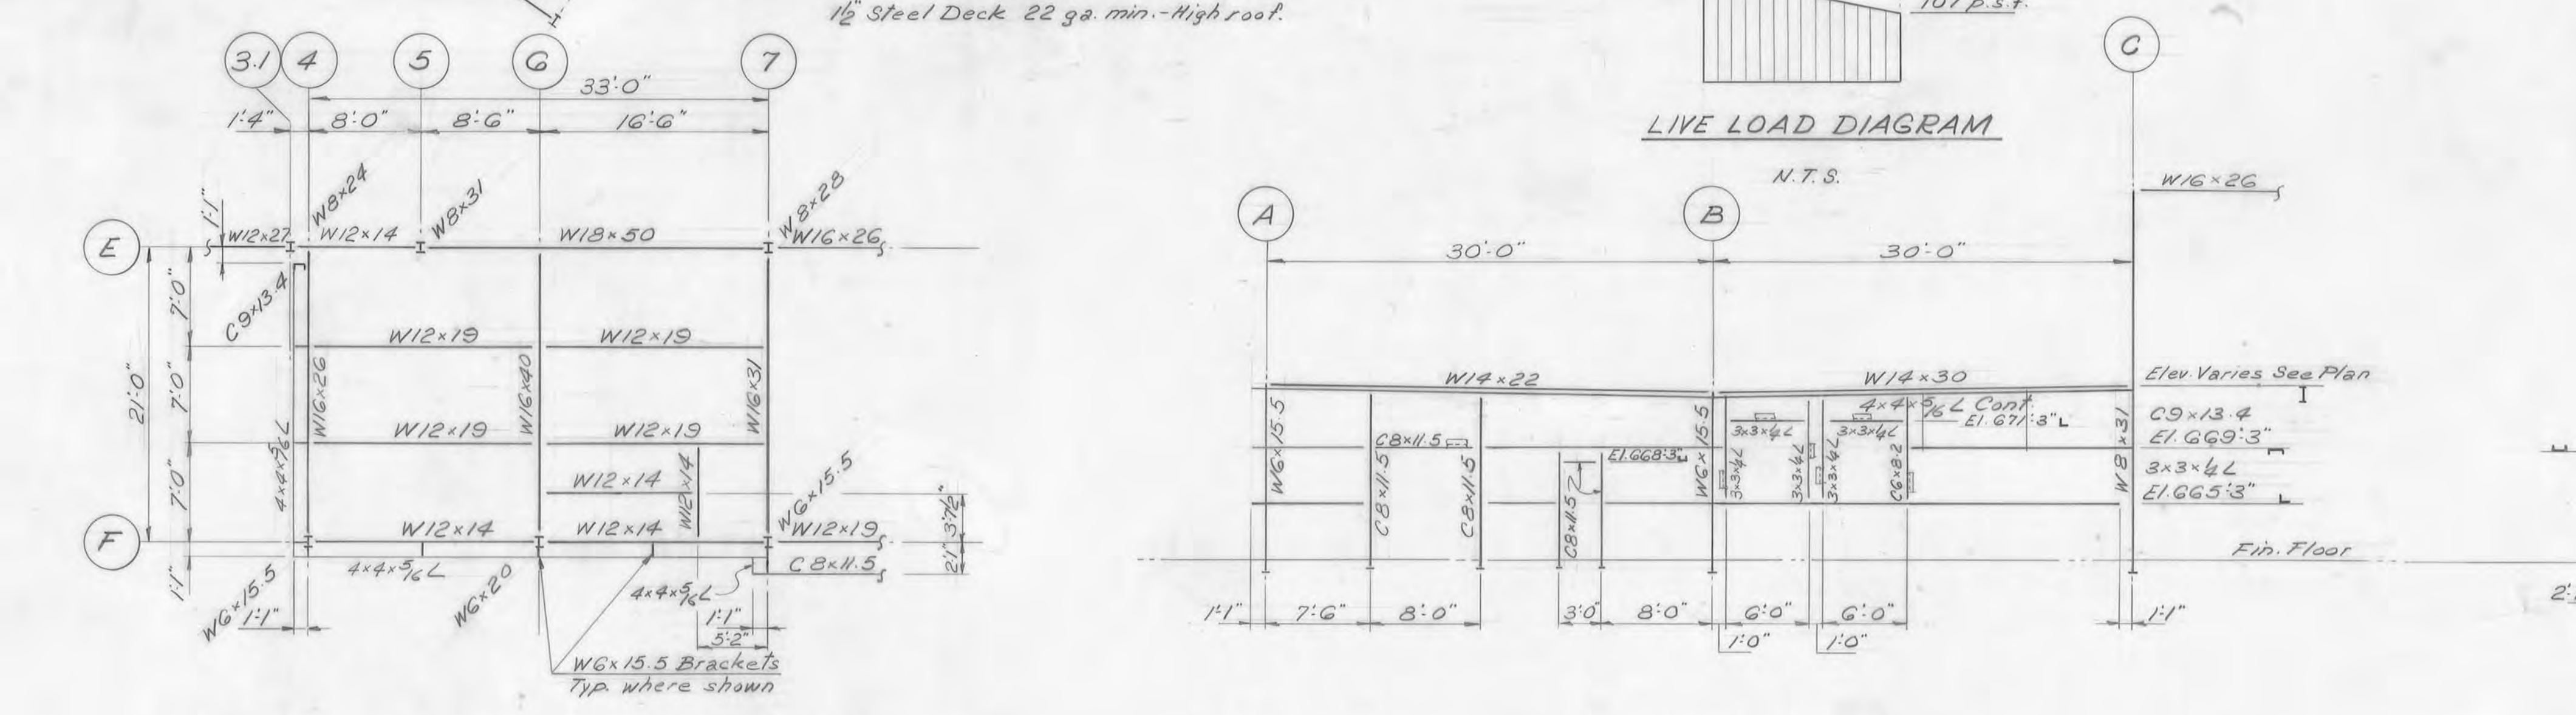 1½" Steel Deck 22 ga. min.-High roof.
3.1 4 5 6 7
33'-0"
1'-4" 8'-0" 8'-6" 16'-6"
W8×24 W8×31 W8×28
1'-1"
E W12×27 W12×14 W18×50 W16×26
C9×13.4
7'-0"
W12×19 W12×19
21'-0" 7'-0" W16×26 W16×40 W16×31
W12×19 W12×19
7'-0" 4×4×5/16 L W12×14 W12×14 W6×15.5 3'-7½"
F W12×14 W12×14 W12×19
1'-1" 4×4×5/16 L C8×11.5 2'-1"
W6×15.5 W6×20 4×4×5/16 L
1'-1" 1'-1"
5'-2"
W6×15.5 Brackets
Typ. where shown
107 p.s.f.
LIVE LOAD DIAGRAM
N.T.S.
C
W16×26
A B
30'-0" 30'-0"
W14×22 W14×30 Elev. Varies See Plan
4×4×5/16 L Cont.
El. 671'-3"
C9×13.4
El. 669'-3"
W6×15.5 C8×11.5 W6×15.5 3×3×¼ L 3×3×¼ L W8×31
El. 668'-3"
C8×11.5 C8×11.5 C8×11.5 3×3×¼ L 3×3×¼ L 3×3×¼ L C6×8.2
3×3×¼ L
El. 665'-3"
Fin. Floor
1'-1" 7'-6" 8'-0" 3'-0" 8'-0" 6'-0" 6'-0" 1'-1"
1'-0" 1'-0"